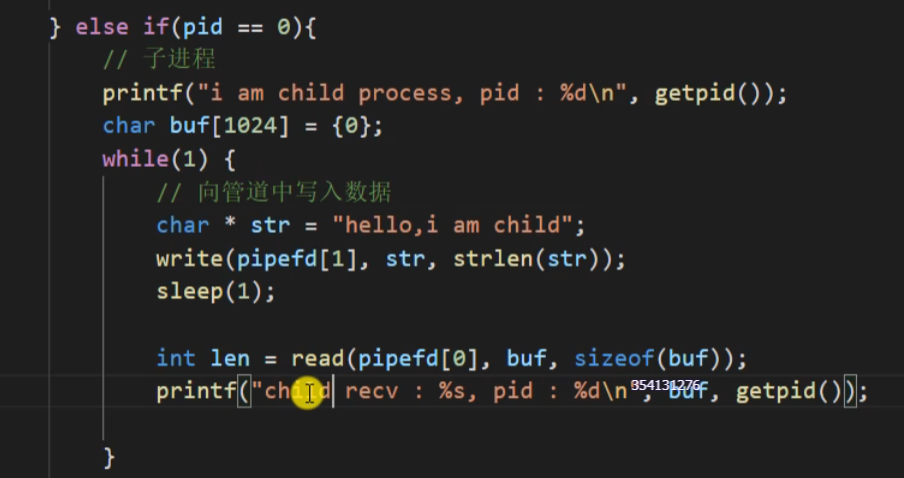 } else if(pid == 0){
// 子进程
printf("i am child process, pid : %d\n", getpid());
char buf[1024] = {0};
while(1) {
// 向管道中写入数据
char * str = "hello,i am child";
write(pipefd[1], str, strlen(str));
sleep(1);
int len = read(pipefd[0], buf, sizeof(buf));
printf("child recv : %s, pid : %d\n", buf, getpid());
354131276
}